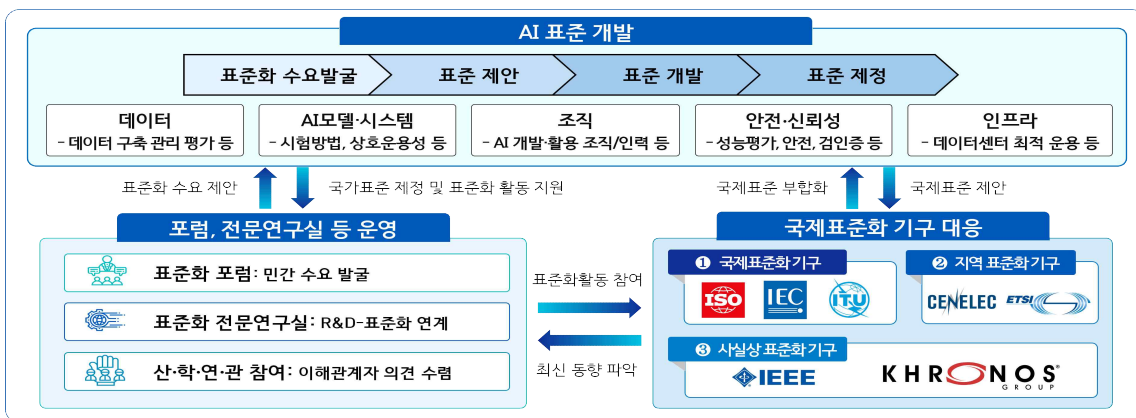 AI 표준 개발
표준화 수요발굴
표준 제안
표준 개발
표준 제정
데이터
- 데이터 구축 관리 평가 등
AI모델·시스템
- 시험방법, 상호운용성 등
조직
- AI 개발·활용 조직/인력 등
안전·신뢰성
- 성능평가, 안전, 검인증 등
인프라
- 데이터센터 최적 운용 등
표준화 수요 제안
국가표준 제정 및 표준화 활동 지원
국제표준 부합화
국제표준 제안
포럼, 전문연구실 등 운영
표준화 포럼: 민간 수요 발굴
표준화 전문연구실: R&D-표준화 연계
산·학·연·관 참여: 이해관계자 의견 수렴
표준화활동 참여
최신 동향 파악
국제표준화 기구 대응
❶ 국제표준화 기구
ISO
IEC
ITU
❷ 지역 표준화 기구
CENELEC
ETSI
❸ 사실상 표준화 기구
IEEE
KHRONOS®
GROUP